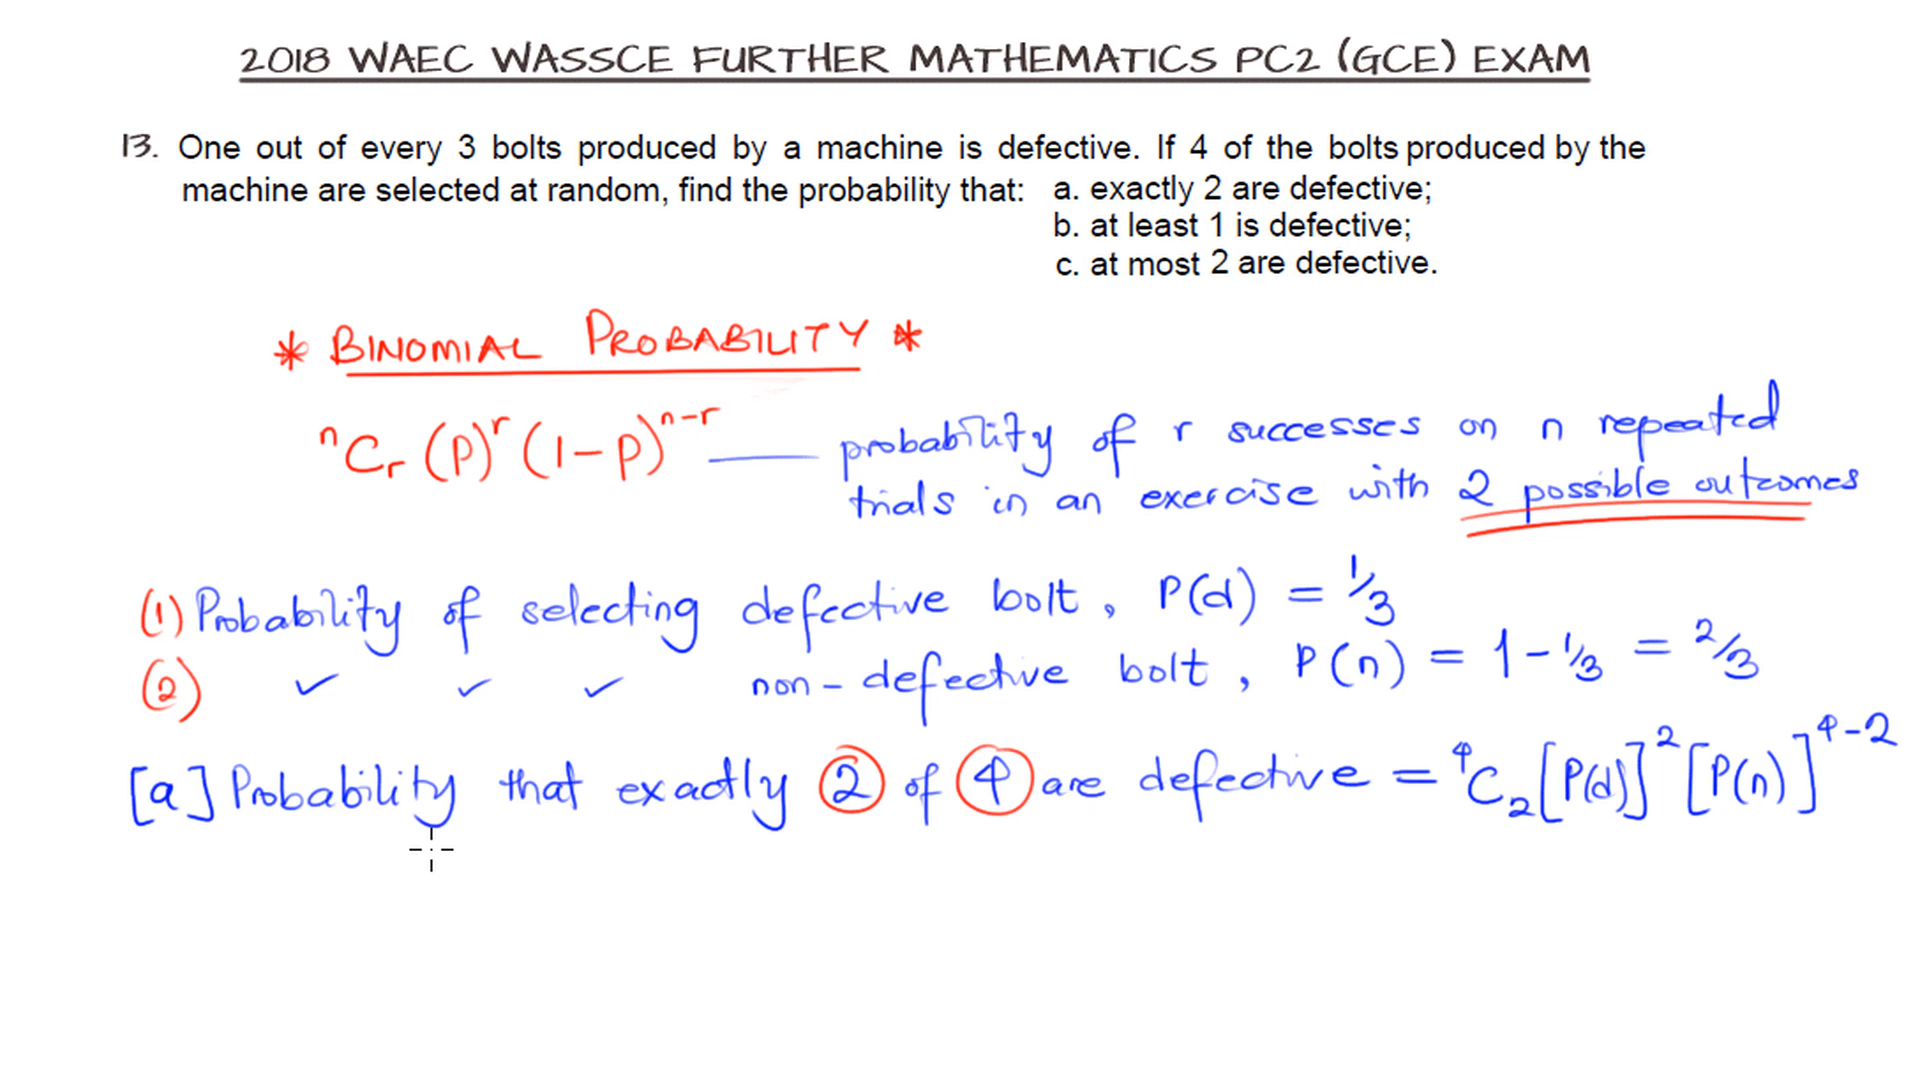 2018 WAEC WASSCE FURTHER MATHEMATICS PC2 (GCE) EXAM
13. One out of every 3 bolts produced by a machine is defective. If 4 of the bolts produced by the
machine are selected at random, find the probability that: a. exactly 2 are defective;
b. at least 1 is defective;
c. at most 2 are defective.
* BINOMIAL PROBABILITY *
ⁿCᵣ (p)ʳ (1-p)ⁿ⁻ʳ —— probability of r successes on n repeated
trials in an exercise with 2 possible outcomes
(1) Probability of selecting defective bolt, P(d) = 1/3
(2) ✓ ✓ ✓ non-defective bolt, P(n) = 1 - 1/3 = 2/3
[a] Probability that exactly 2 of 4 are defective = ⁴C₂ [P(d)]² [P(n)]⁴⁻²